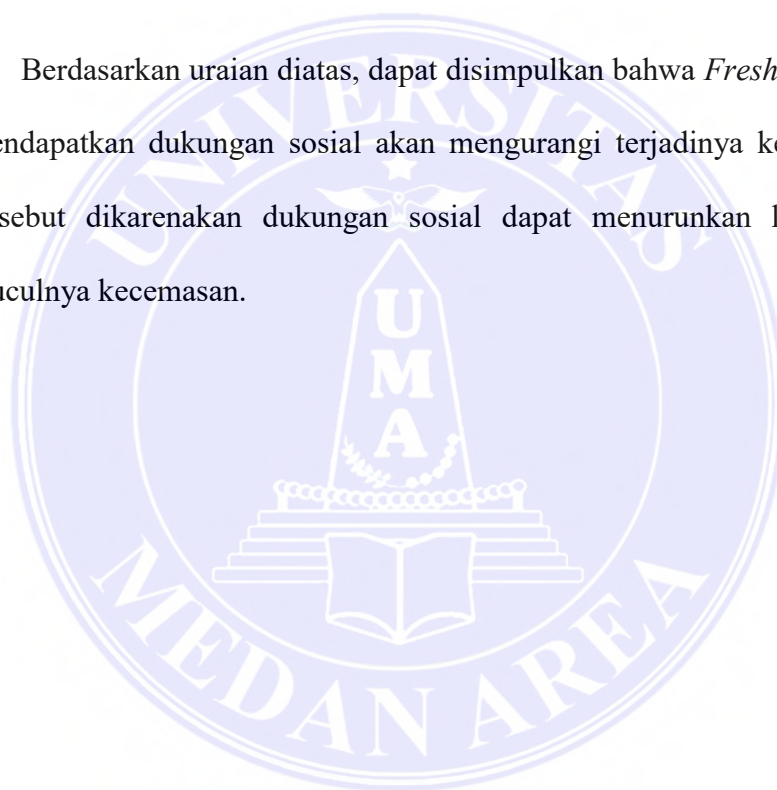 Berdasarkan uraian diatas, dapat disimpulkan bahwa Fresh
endapatkan dukungan sosial akan mengurangi terjadinya ke
sebut dikarenakan dukungan sosial dapat menurunkan
uculnya kecemasan.
UNIVERSITAS
UMA
MEDAN AREA